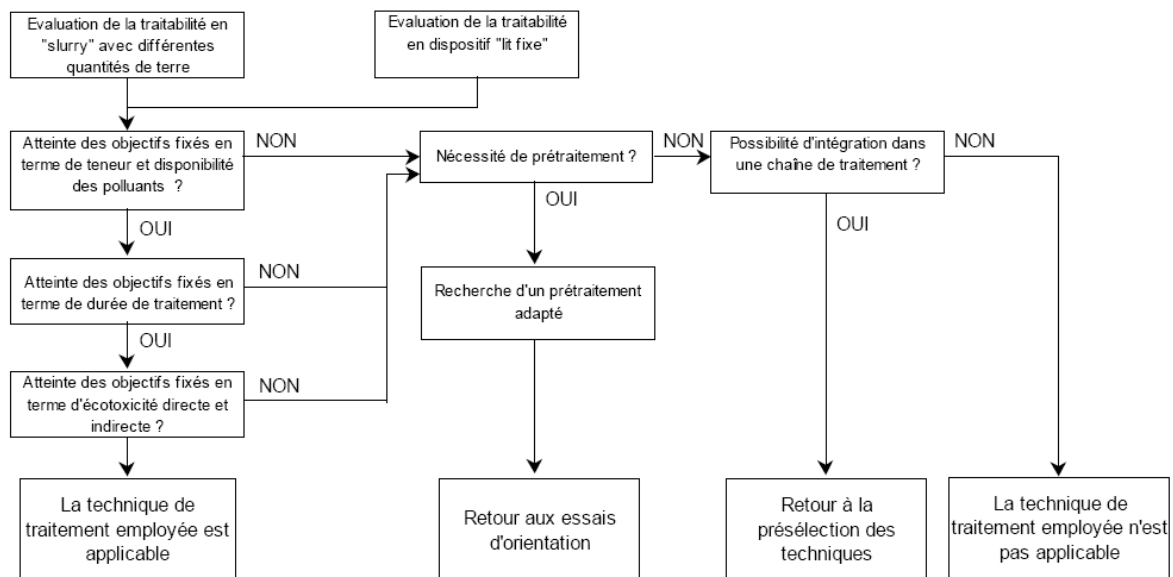 Evaluation de la traitabilité en
"slurry" avec différentes
quantités de terre
Evaluation de la traitabilité
en dispositif "lit fixe"
Atteinte des objectifs fixés en
terme de teneur et disponibilité
des polluants ?
NON
Nécessité de prétraitement ?
NON
Possibilité d'intégration dans
une chaîne de traitement ?
NON
OUI
OUI
OUI
Atteinte des objectifs fixés en
terme de durée de traitement ?
NON
Recherche d'un prétraitement
adapté
OUI
Atteinte des objectifs fixés en
terme d'écotoxicité directe et
indirecte ?
NON
La technique de
traitement employée est
applicable
Retour aux essais
d'orientation
Retour à la
présélection des
techniques
La technique de
traitement employée n'est
pas applicable